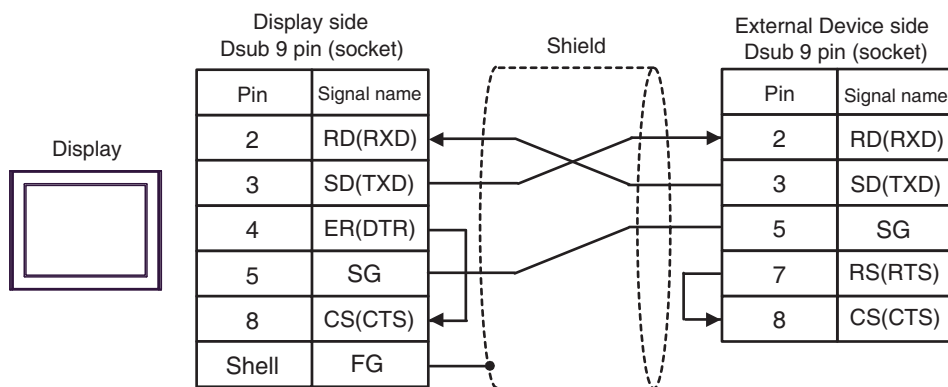 Display side
Dsub 9 pin (socket)
Shield
External Device side
Dsub 9 pin (socket)
Display
Pin Signal name
2 RD(RXD)
3 SD(TXD)
4 ER(DTR)
5 SG
8 CS(CTS)
Shell FG
Pin Signal name
2 RD(RXD)
3 SD(TXD)
5 SG
7 RS(RTS)
8 CS(CTS)